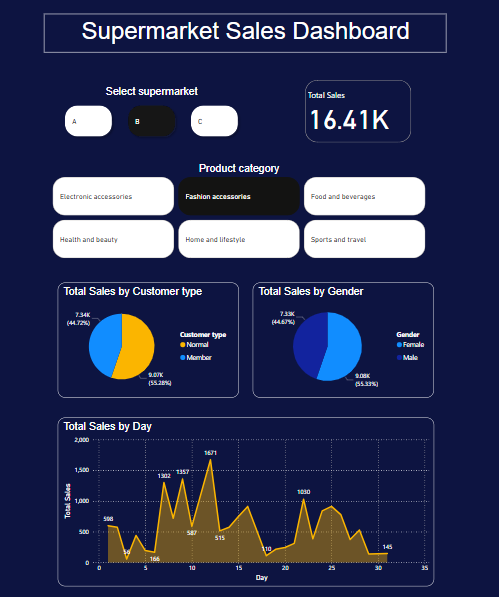 Supermarket Sales Dashboard
Select supermarket
A
B
C
Total Sales
16.41K
Product category
Electronic accessories
Fashion accessories
Food and beverages
Health and beauty
Home and lifestyle
Sports and travel
Total Sales by Customer type
7.34K
(44.72%)
9.07K
(55.28%)
Customer type
Normal
Member
Total Sales by Gender
7.33K
(44.67%)
9.08K
(55.33%)
Gender
Female
Male
Total Sales by Day
Total Sales
2,000
1,500
1,000
500
0
598
166
1302
1357
587
1671
515
110
1030
145
0
5
10
15
20
25
30
35
Day